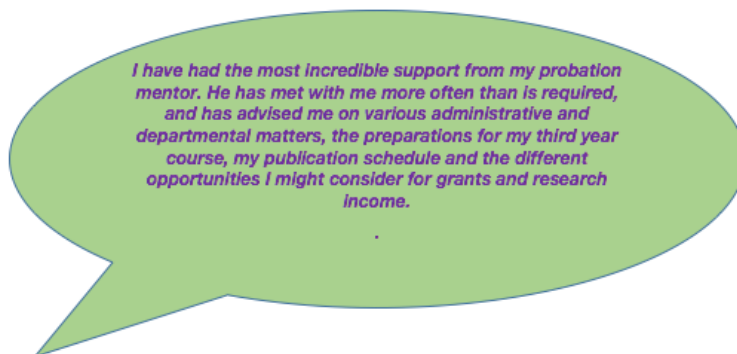 I have had the most incredible support from my probation
mentor. He has met with me more often than is required,
and has advised me on various administrative and
departmental matters, the preparations for my third year
course, my publication schedule and the different
opportunities I might consider for grants and research
income.
.